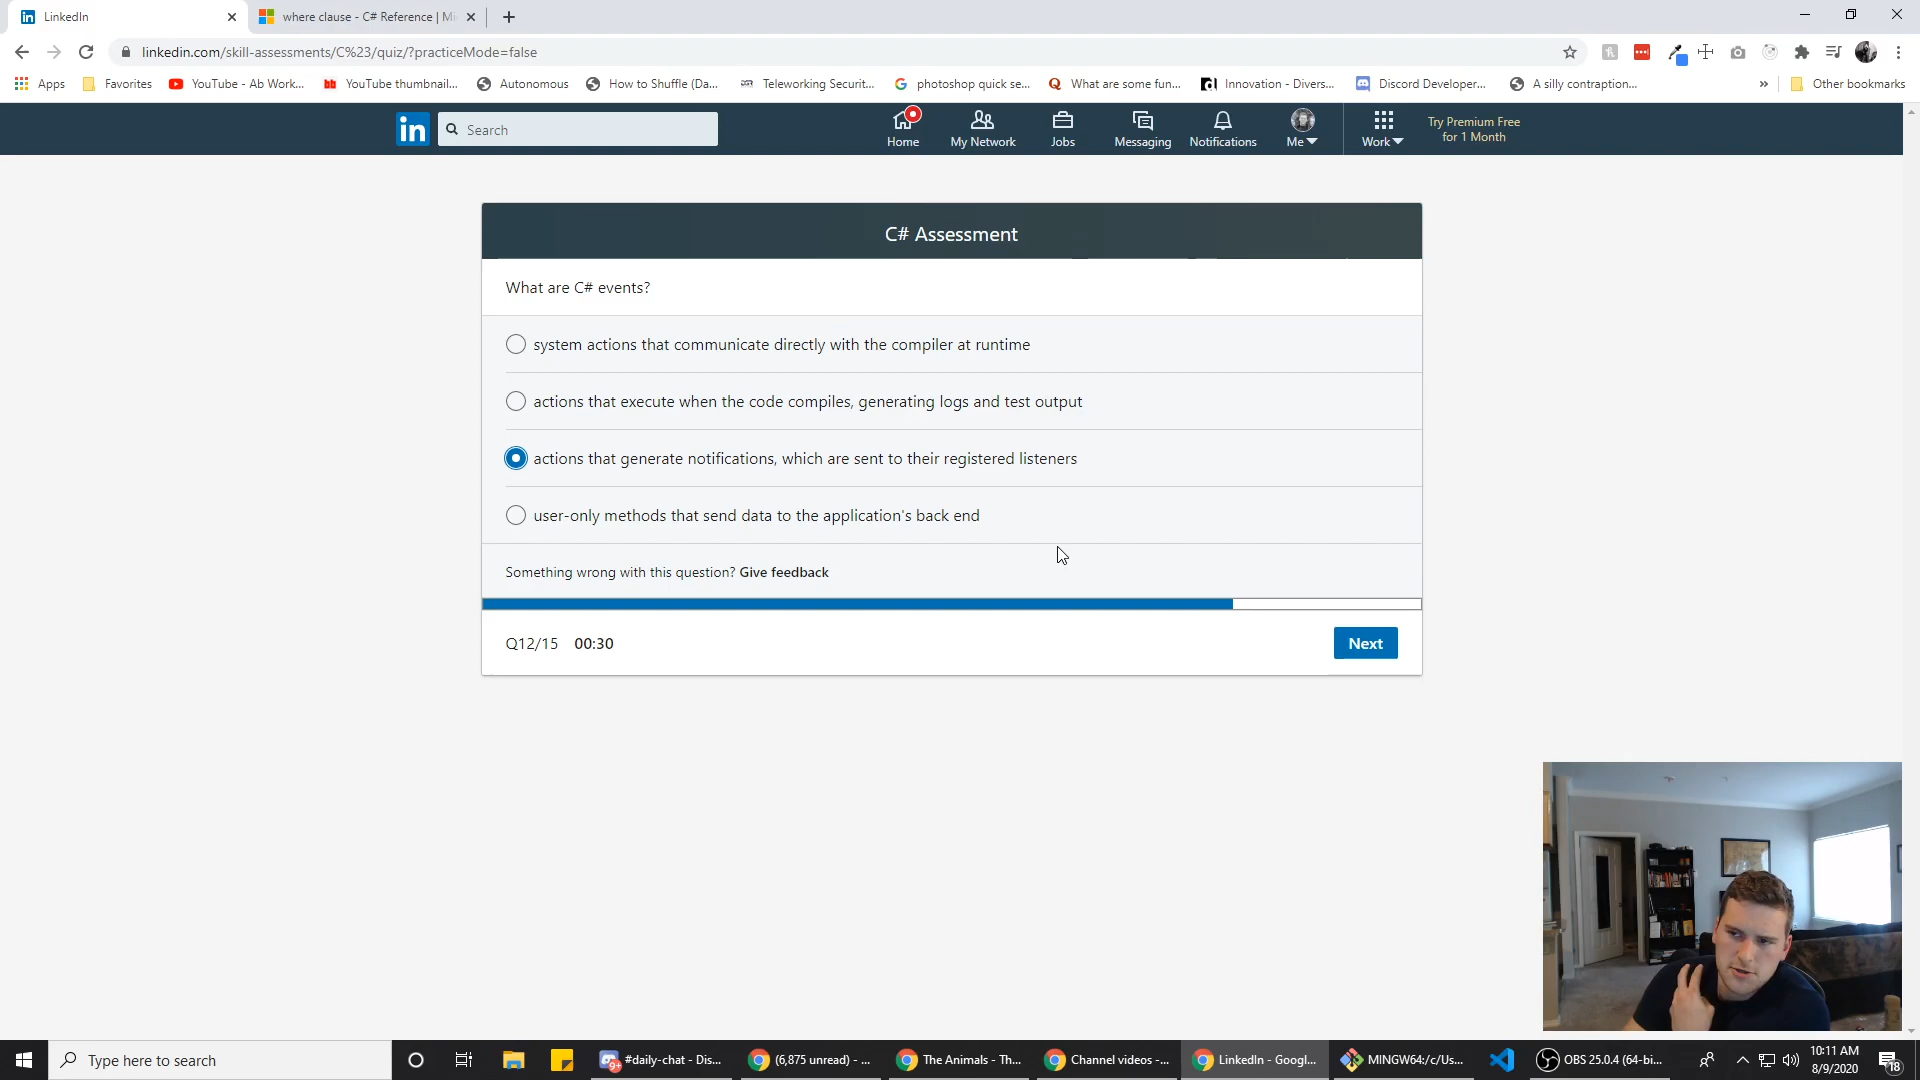 LinkedIn
where clause - C# Reference | Mi
linkedin.com/skill-assessments/C%23/quiz/?practiceMode=false
Apps
Favorites
YouTube - Ab Work...
YouTube thumbnail...
Autonomous
How to Shuffle (Da...
Teleworking Securit...
photoshop quick se...
What are some fun...
Innovation - Divers...
Discord Developer...
A silly contraption...
»
Other bookmarks
in
Search
Home
My Network
Jobs
Messaging
Notifications
Me
Work
Try Premium Free
for 1 Month
C# Assessment
What are C# events?
system actions that communicate directly with the compiler at runtime
actions that execute when the code compiles, generating logs and test output
actions that generate notifications, which are sent to their registered listeners
user-only methods that send data to the application's back end
Something wrong with this question? Give feedback
Q12/15 00:30
Next
Type here to search
#daily-chat - Dis...
(6,875 unread) - ...
The Animals - Th...
Channel videos -...
LinkedIn - Googl...
MINGW64:/c/Us...
OBS 25.0.4 (64-bi...
10:11 AM
8/9/2020
18